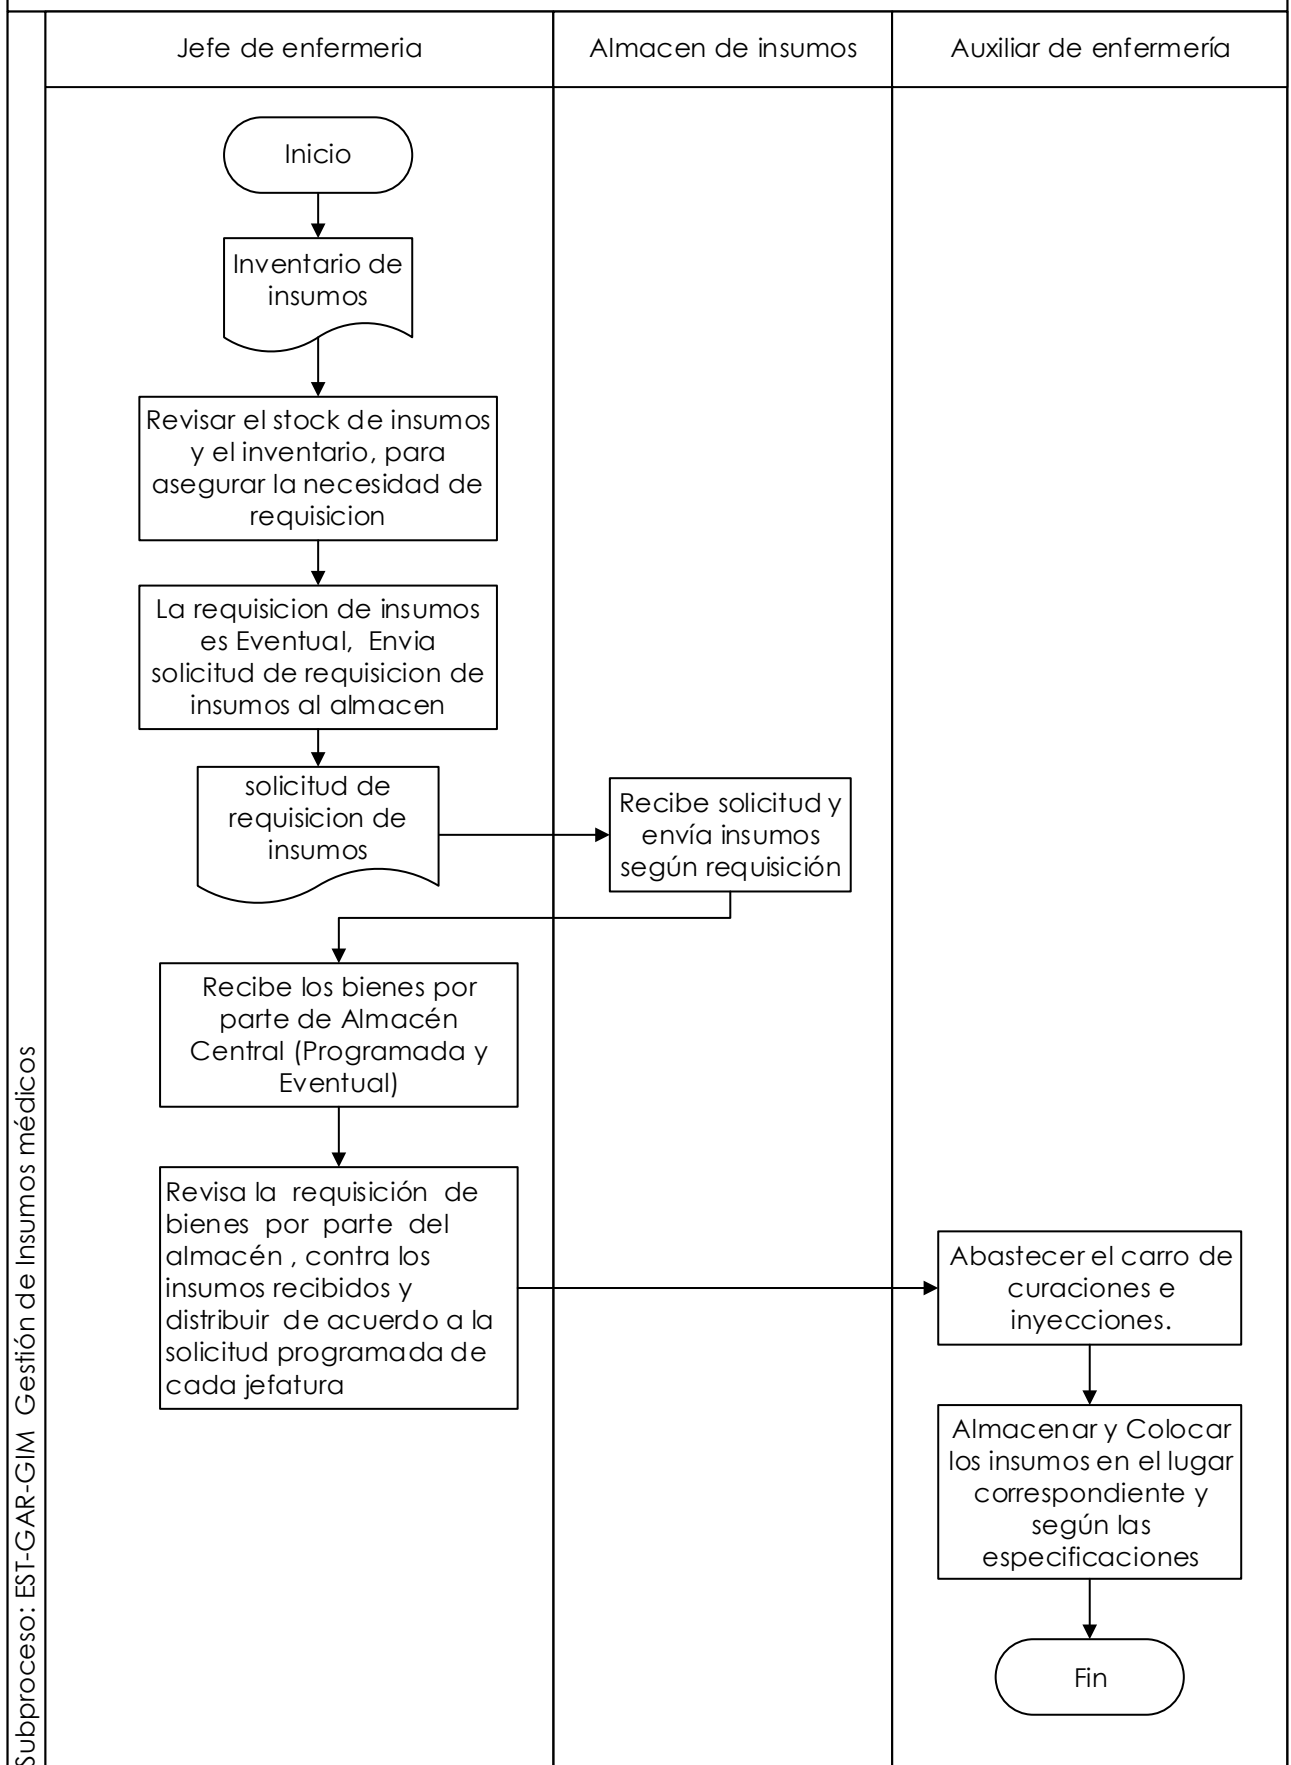 Jefe de enfermeria
Almacen de insumos
Auxiliar de enfermería
Subproceso: EST-GAR-GIM  Gestión de Insumos médicos
Inicio
Inventario de
insumos
Revisar el stock de insumos
y el inventario, para
asegurar la necesidad de
requisicion
La requisicion de insumos
es Eventual,  Envia
solicitud de requisicion de
insumos al almacen
solicitud de
requisicion de
insumos
Recibe solicitud y
envía insumos
según requisición
Recibe los bienes por
parte de Almacén
Central (Programada y
Eventual)
Revisa la  requisición  de
bienes  por  parte  del
almacén , contra los
insumos recibidos y
distribuir  de acuerdo a la
solicitud programada de
cada jefatura
Abastecer el carro de
curaciones e
inyecciones.
Almacenar y Colocar
los insumos en el lugar
correspondiente y
según las
especificaciones
Fin